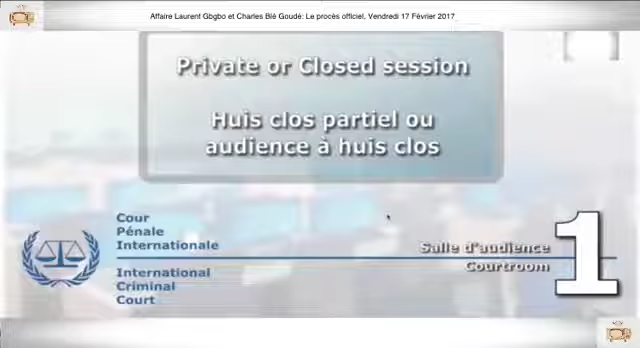 Affaire Laurent Gbgbo et Charles Blé Goudé: Le procès officiel, Vendredi 17 Février 2017
Private or Closed session
Huis clos partiel ou
audience à huis clos
Cour
Pénale
Internationale
International
Criminal
Court
Salle d'audience
Courtroom
1